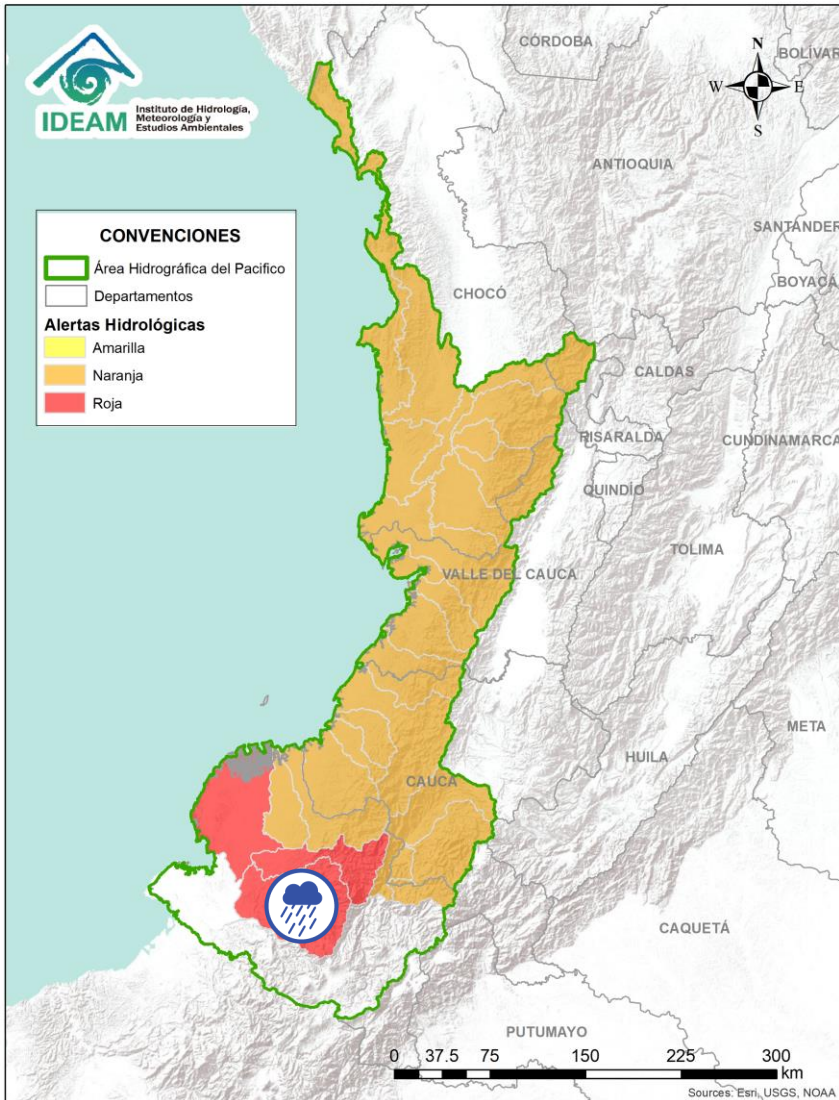 IDEAM
Instituto de Hidrología,
Meteorología y
Estudios Ambientales
CÓRDOBA
BOLÍVAR
N
W
E
S
ANTIOQUIA
SANTANDER
BOYACÁ
CONVENCIONES
Área Hidrográfica del Pacifico
Departamentos
Alertas Hidrológicas
Amarilla
Naranja
Roja
CHOCÓ
CALDAS
RISARALDA
CUNDINAMARCA
QUINDÍO
TOLIMA
VALLE DEL CAUCA
META
HUILA
CAUCA
CAQUETÁ
PUTUMAYO
0 37.5 75 150 225 300
km
Sources: Esri, USGS, NOAA